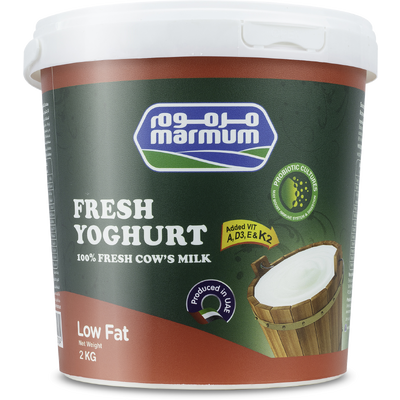 مرموم
marmum
PROBIOTIC CULTURES
FRESH
YOGHURT
100% FRESH COW'S MILK
Added VIT
A, D3, E & K2
Produced in UAE
Low Fat
Net Weight
2 KG